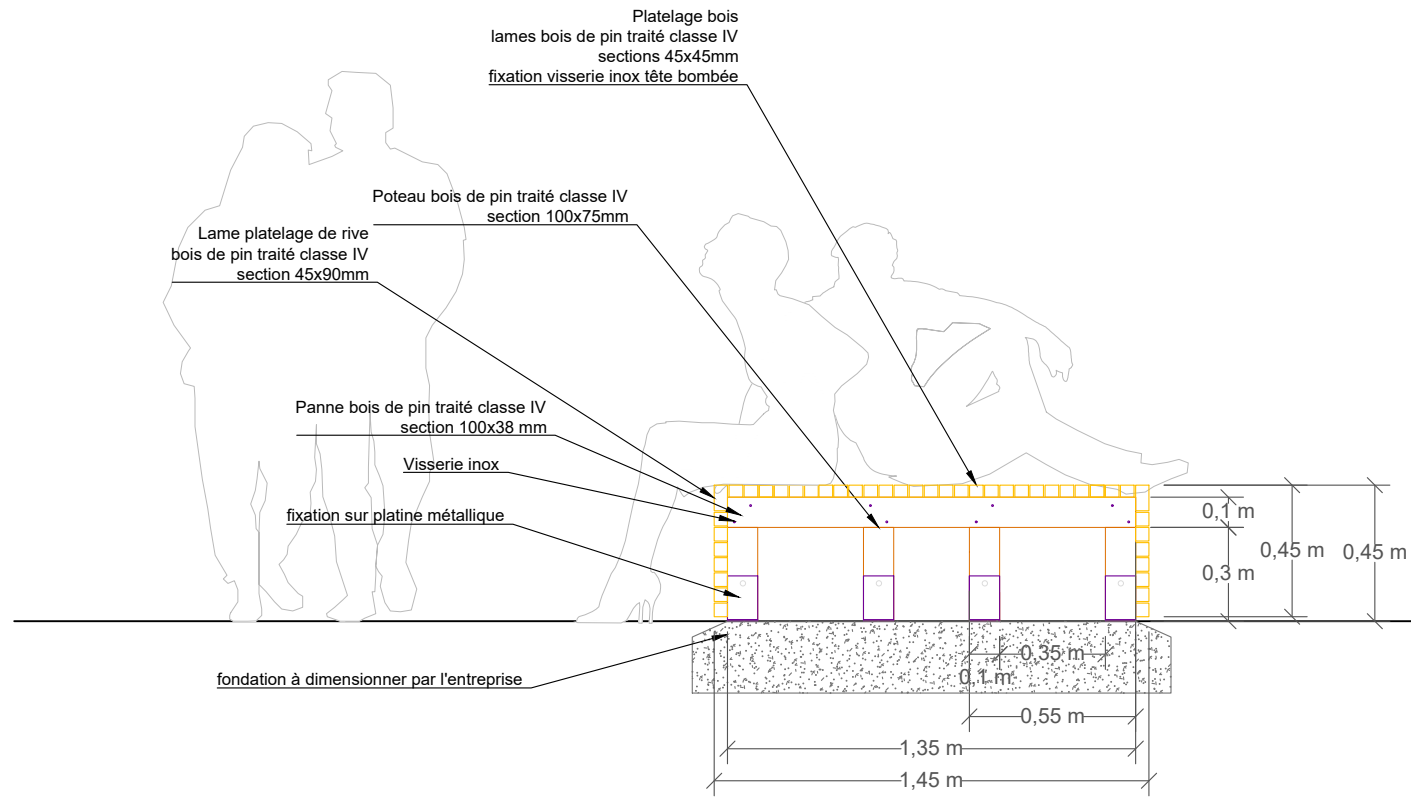 Platelage bois
lames bois de pin traité classe IV
sections 45x45mm
fixation visserie inox tête bombée
Poteau bois de pin traité classe IV
section 100x75mm
Lame platelage de rive
bois de pin traité classe IV
section 45x90mm
Panne bois de pin traité classe IV
section 100x38 mm
Visserie inox
fixation sur platine métallique
0,1 m
0,45 m
0,45 m
0,3 m
fondation à dimensionner par l'entreprise
0,35 m
0,1 m
0,55 m
1,35 m
1,45 m